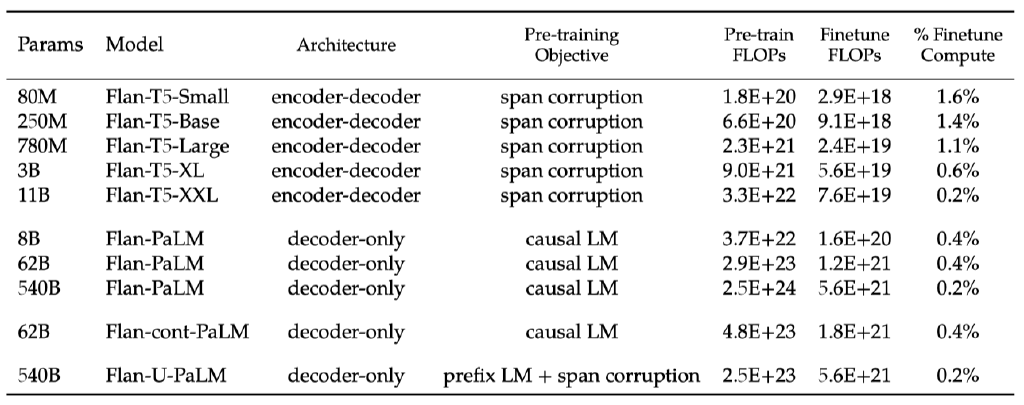 Params Model Architecture Pre-training Objective Pre-train FLOPs Finetune FLOPs % Finetune Compute
80M Flan-T5-Small encoder-decoder span corruption 1.8E+20 2.9E+18 1.6%
250M Flan-T5-Base encoder-decoder span corruption 6.6E+20 9.1E+18 1.4%
780M Flan-T5-Large encoder-decoder span corruption 2.3E+21 2.4E+19 1.1%
3B Flan-T5-XL encoder-decoder span corruption 9.0E+21 5.6E+19 0.6%
11B Flan-T5-XXL encoder-decoder span corruption 3.3E+22 7.6E+19 0.2%
8B Flan-PaLM decoder-only causal LM 3.7E+22 1.6E+20 0.4%
62B Flan-PaLM decoder-only causal LM 2.9E+23 1.2E+21 0.4%
540B Flan-PaLM decoder-only causal LM 2.5E+24 5.6E+21 0.2%
62B Flan-cont-PaLM decoder-only causal LM 4.8E+23 1.8E+21 0.4%
540B Flan-U-PaLM decoder-only prefix LM + span corruption 2.5E+23 5.6E+21 0.2%